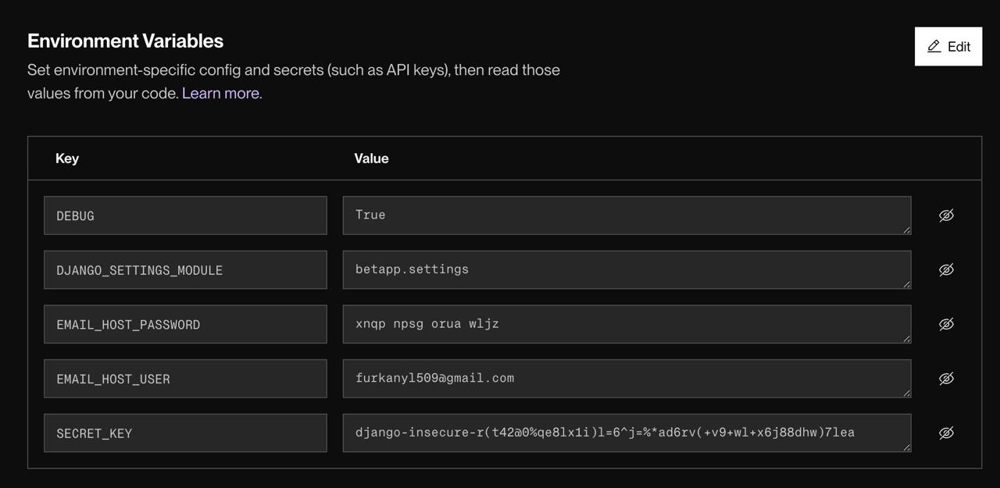 Environment Variables
Edit
Set environment-specific config and secrets (such as API keys), then read those
values from your code. Learn more.
Key Value
DEBUG True
DJANGO_SETTINGS_MODULE betapp.settings
EMAIL_HOST_PASSWORD xnqp npsg orua wljz
EMAIL_HOST_USER furkany1509@gmail.com
SECRET_KEY django-insecure-r(t42@0%qe8lx1i)l=6^j=%*ad6rv(+v9+wl+x6j88dhw)7lea